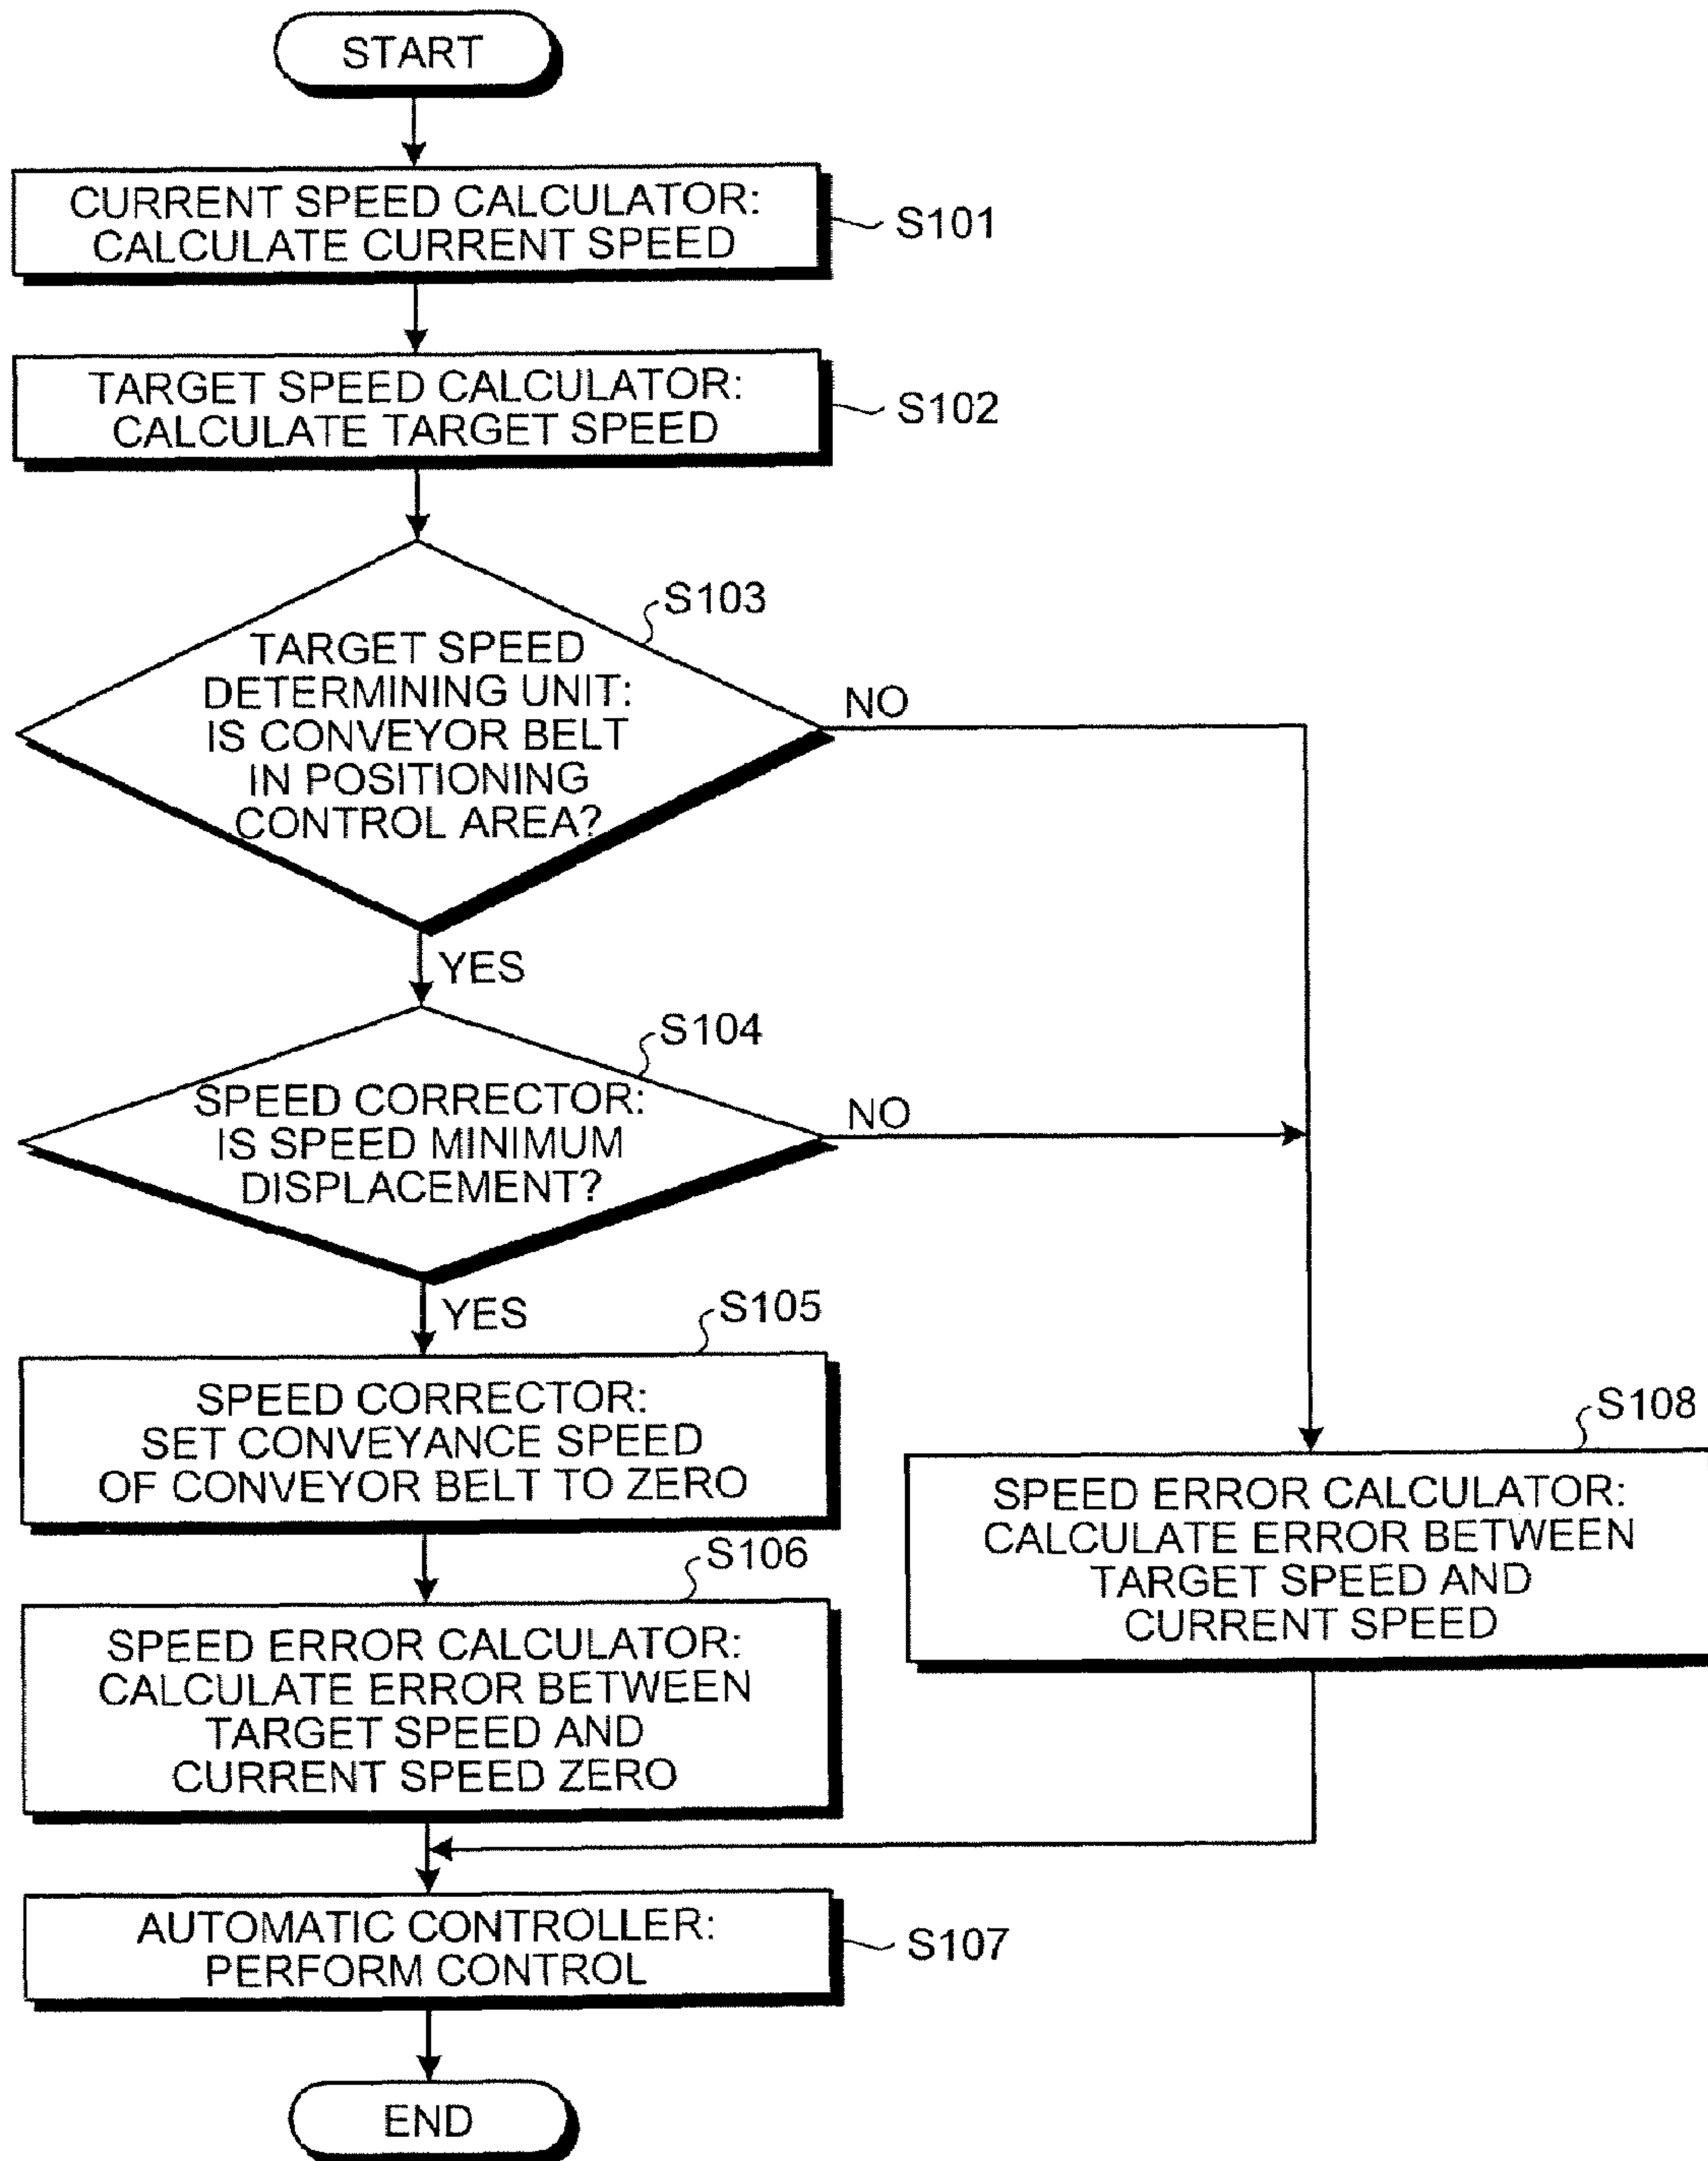 START
CURRENT SPEED CALCULATOR:
CALCULATE CURRENT SPEED
S101
TARGET SPEED CALCULATOR:
CALCULATE TARGET SPEED
S102
S103
TARGET SPEED
DETERMINING UNIT:
IS CONVEYOR BELT
IN POSITIONING
CONTROL AREA?
NO
YES
S104
SPEED CORRECTOR:
IS SPEED MINIMUM
DISPLACEMENT?
NO
YES
S105
SPEED CORRECTOR:
SET CONVEYANCE SPEED
OF CONVEYOR BELT TO ZERO
S108
SPEED ERROR CALCULATOR:
CALCULATE ERROR BETWEEN
TARGET SPEED AND
CURRENT SPEED
S106
SPEED ERROR CALCULATOR:
CALCULATE ERROR BETWEEN
TARGET SPEED AND
CURRENT SPEED ZERO
AUTOMATIC CONTROLLER:
PERFORM CONTROL
S107
END